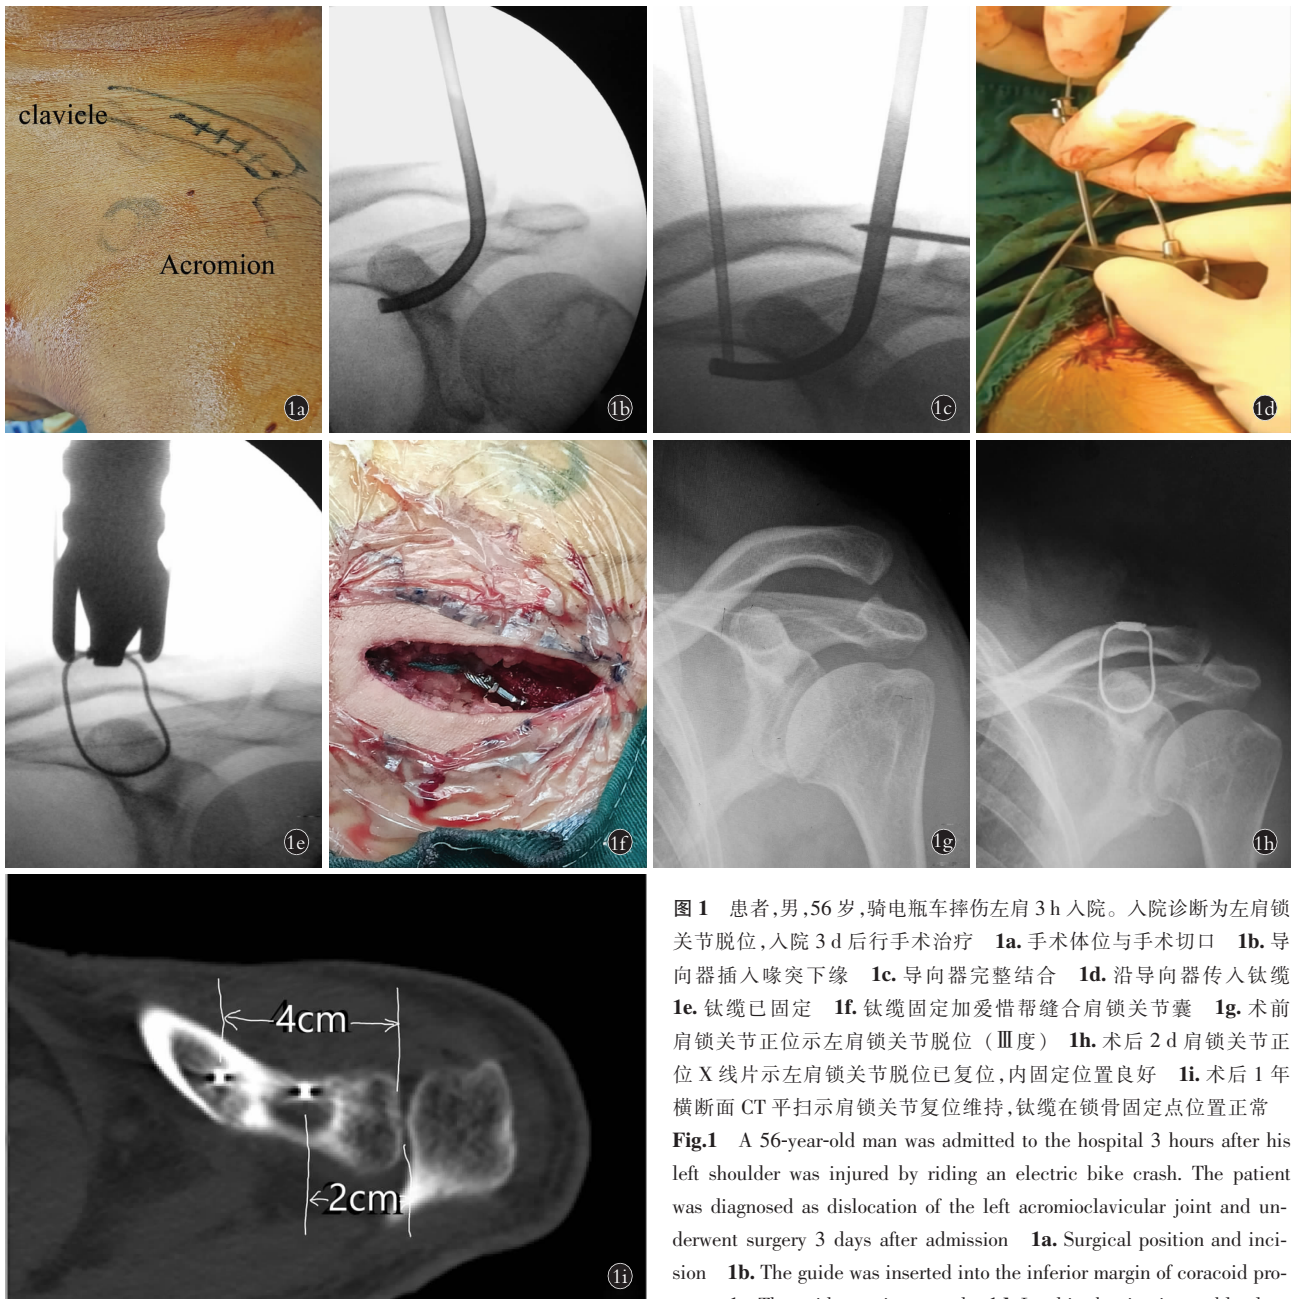 clavicle
Acromion
1a
1b
1c
1d
1e
1f
1g
1h
4cm
2cm
1i
图 1 患者,男,56 岁,骑电瓶车摔伤左肩 3 h 入院。入院诊断为左肩锁
关节脱位,入院 3 d 后行手术治疗 1a. 手术体位与手术切口 1b. 导
向器插入喙突下缘 1c. 导向器完整结合 1d. 沿导向器传入钛缆
1e. 钛缆已固定 1f. 钛缆固定加爱惜帮缝合肩锁关节囊 1g. 术前
肩锁关节正位示左肩锁关节脱位（Ⅲ度） 1h. 术后 2 d 肩锁关节正
位 X 线片示左肩锁关节脱位已复位,内固定位置良好 1i. 术后 1 年
横断面 CT 平扫示肩锁关节复位维持,钛缆在锁骨固定点位置正常
Fig.1 A 56-year-old man was admitted to the hospital 3 hours after his
left shoulder was injured by riding an electric bike crash. The patient
was diagnosed as dislocation of the left acromioclavicular joint and un-
derwent surgery 3 days after admission 1a. Surgical position and inci-
sion 1b. The guide was inserted into the inferior margin of coracoid pro-